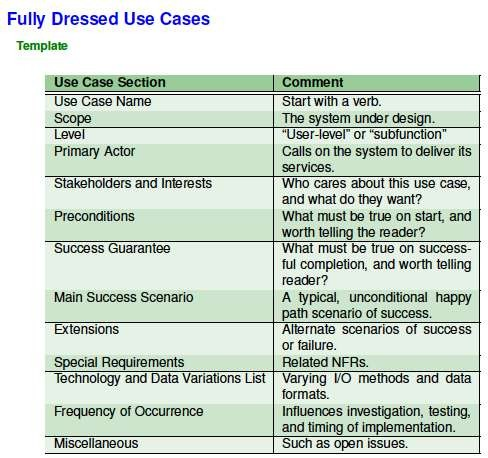 Fully Dressed Use Cases
Template
Use Case Section Comment
Use Case Name Start with a verb.
Scope The system under design.
Level “User-level” or “subfunction”
Primary Actor Calls on the system to deliver its
services.
Stakeholders and Interests Who cares about this use case,
and what do they want?
Preconditions What must be true on start, and
worth telling the reader?
Success Guarantee What must be true on success-
ful completion, and worth telling
reader?
Main Success Scenario A typical, unconditional happy
path scenario of success.
Extensions Alternate scenarios of success
or failure.
Special Requirements Related NFRs.
Technology and Data Variations List Varying I/O methods and data
formats.
Frequency of Occurrence Influences investigation, testing,
and timing of implementation.
Miscellaneous Such as open issues.